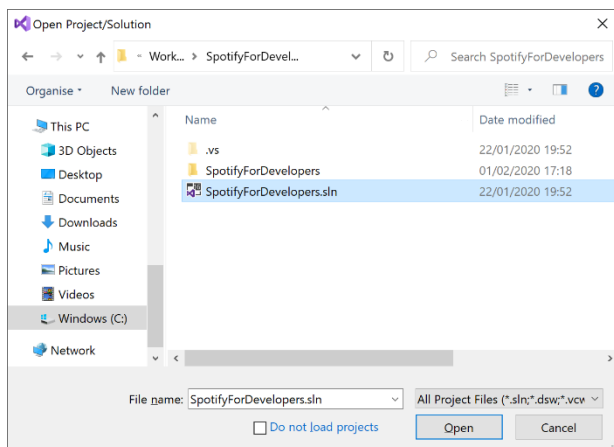 Open Project/Solution
Work... SpotifyForDevel... Search SpotifyForDevelopers
Organise New folder
This PC
3D Objects
Desktop
Documents
Downloads
Music
Pictures
Videos
Windows (C:)
Network
Name Date modified
.vs 22/01/2020 19:52
SpotifyForDevelopers 01/02/2020 17:18
SpotifyForDevelopers.sln 22/01/2020 19:52
File name: SpotifyForDevelopers.sln All Project Files (*.sln;*.dsw;*.vcw
Do not load projects Open Cancel